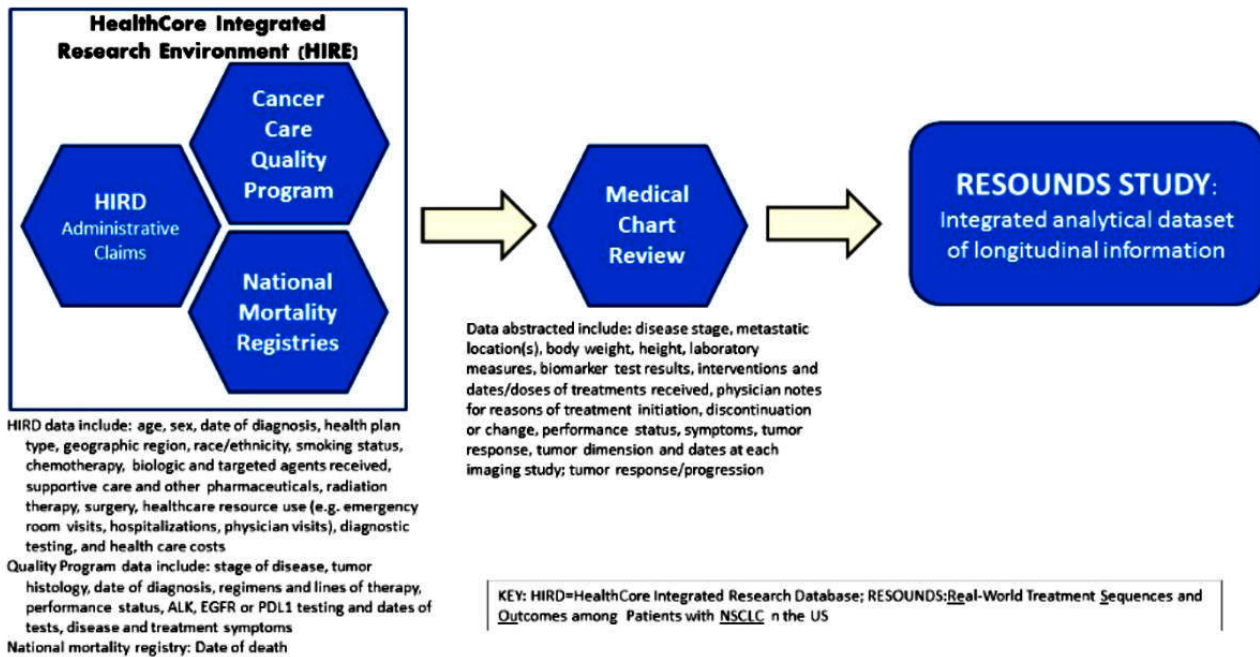 HealthCore Integrated
Research Environment (HIRE)
Cancer
Care
Quality
Program
HIRD
Administrative
Claims
National
Mortality
Registries
Medical
Chart
Review
RESOUNDS STUDY:
Integrated analytical dataset
of longitudinal information
Data abstracted include: disease stage, metastatic
location(s), body weight, height, laboratory
measures, biomarker test results, interventions and
dates/doses of treatments received, physician notes
for reasons of treatment initiation, discontinuation
or change, performance status, symptoms, tumor
response, tumor dimension and dates at each
imaging study; tumor response/progression
HIRD data include: age, sex, date of diagnosis, health plan
type, geographic region, race/ethnicity, smoking status,
chemotherapy, biologic and targeted agents received,
supportive care and other pharmaceuticals, radiation
therapy, surgery, healthcare resource use (e.g. emergency
room visits, hospitalizations, physician visits), diagnostic
testing, and health care costs
Quality Program data include: stage of disease, tumor
histology, date of diagnosis, regimens and lines of therapy,
performance status, ALK, EGFR or PDL1 testing and dates of
tests, disease and treatment symptoms
National mortality registry: Date of death
KEY: HIRD=HealthCore Integrated Research Database; RESOUNDS:Real-World Treatment Sequences and
Outcomes among Patients with NSCLC n the US